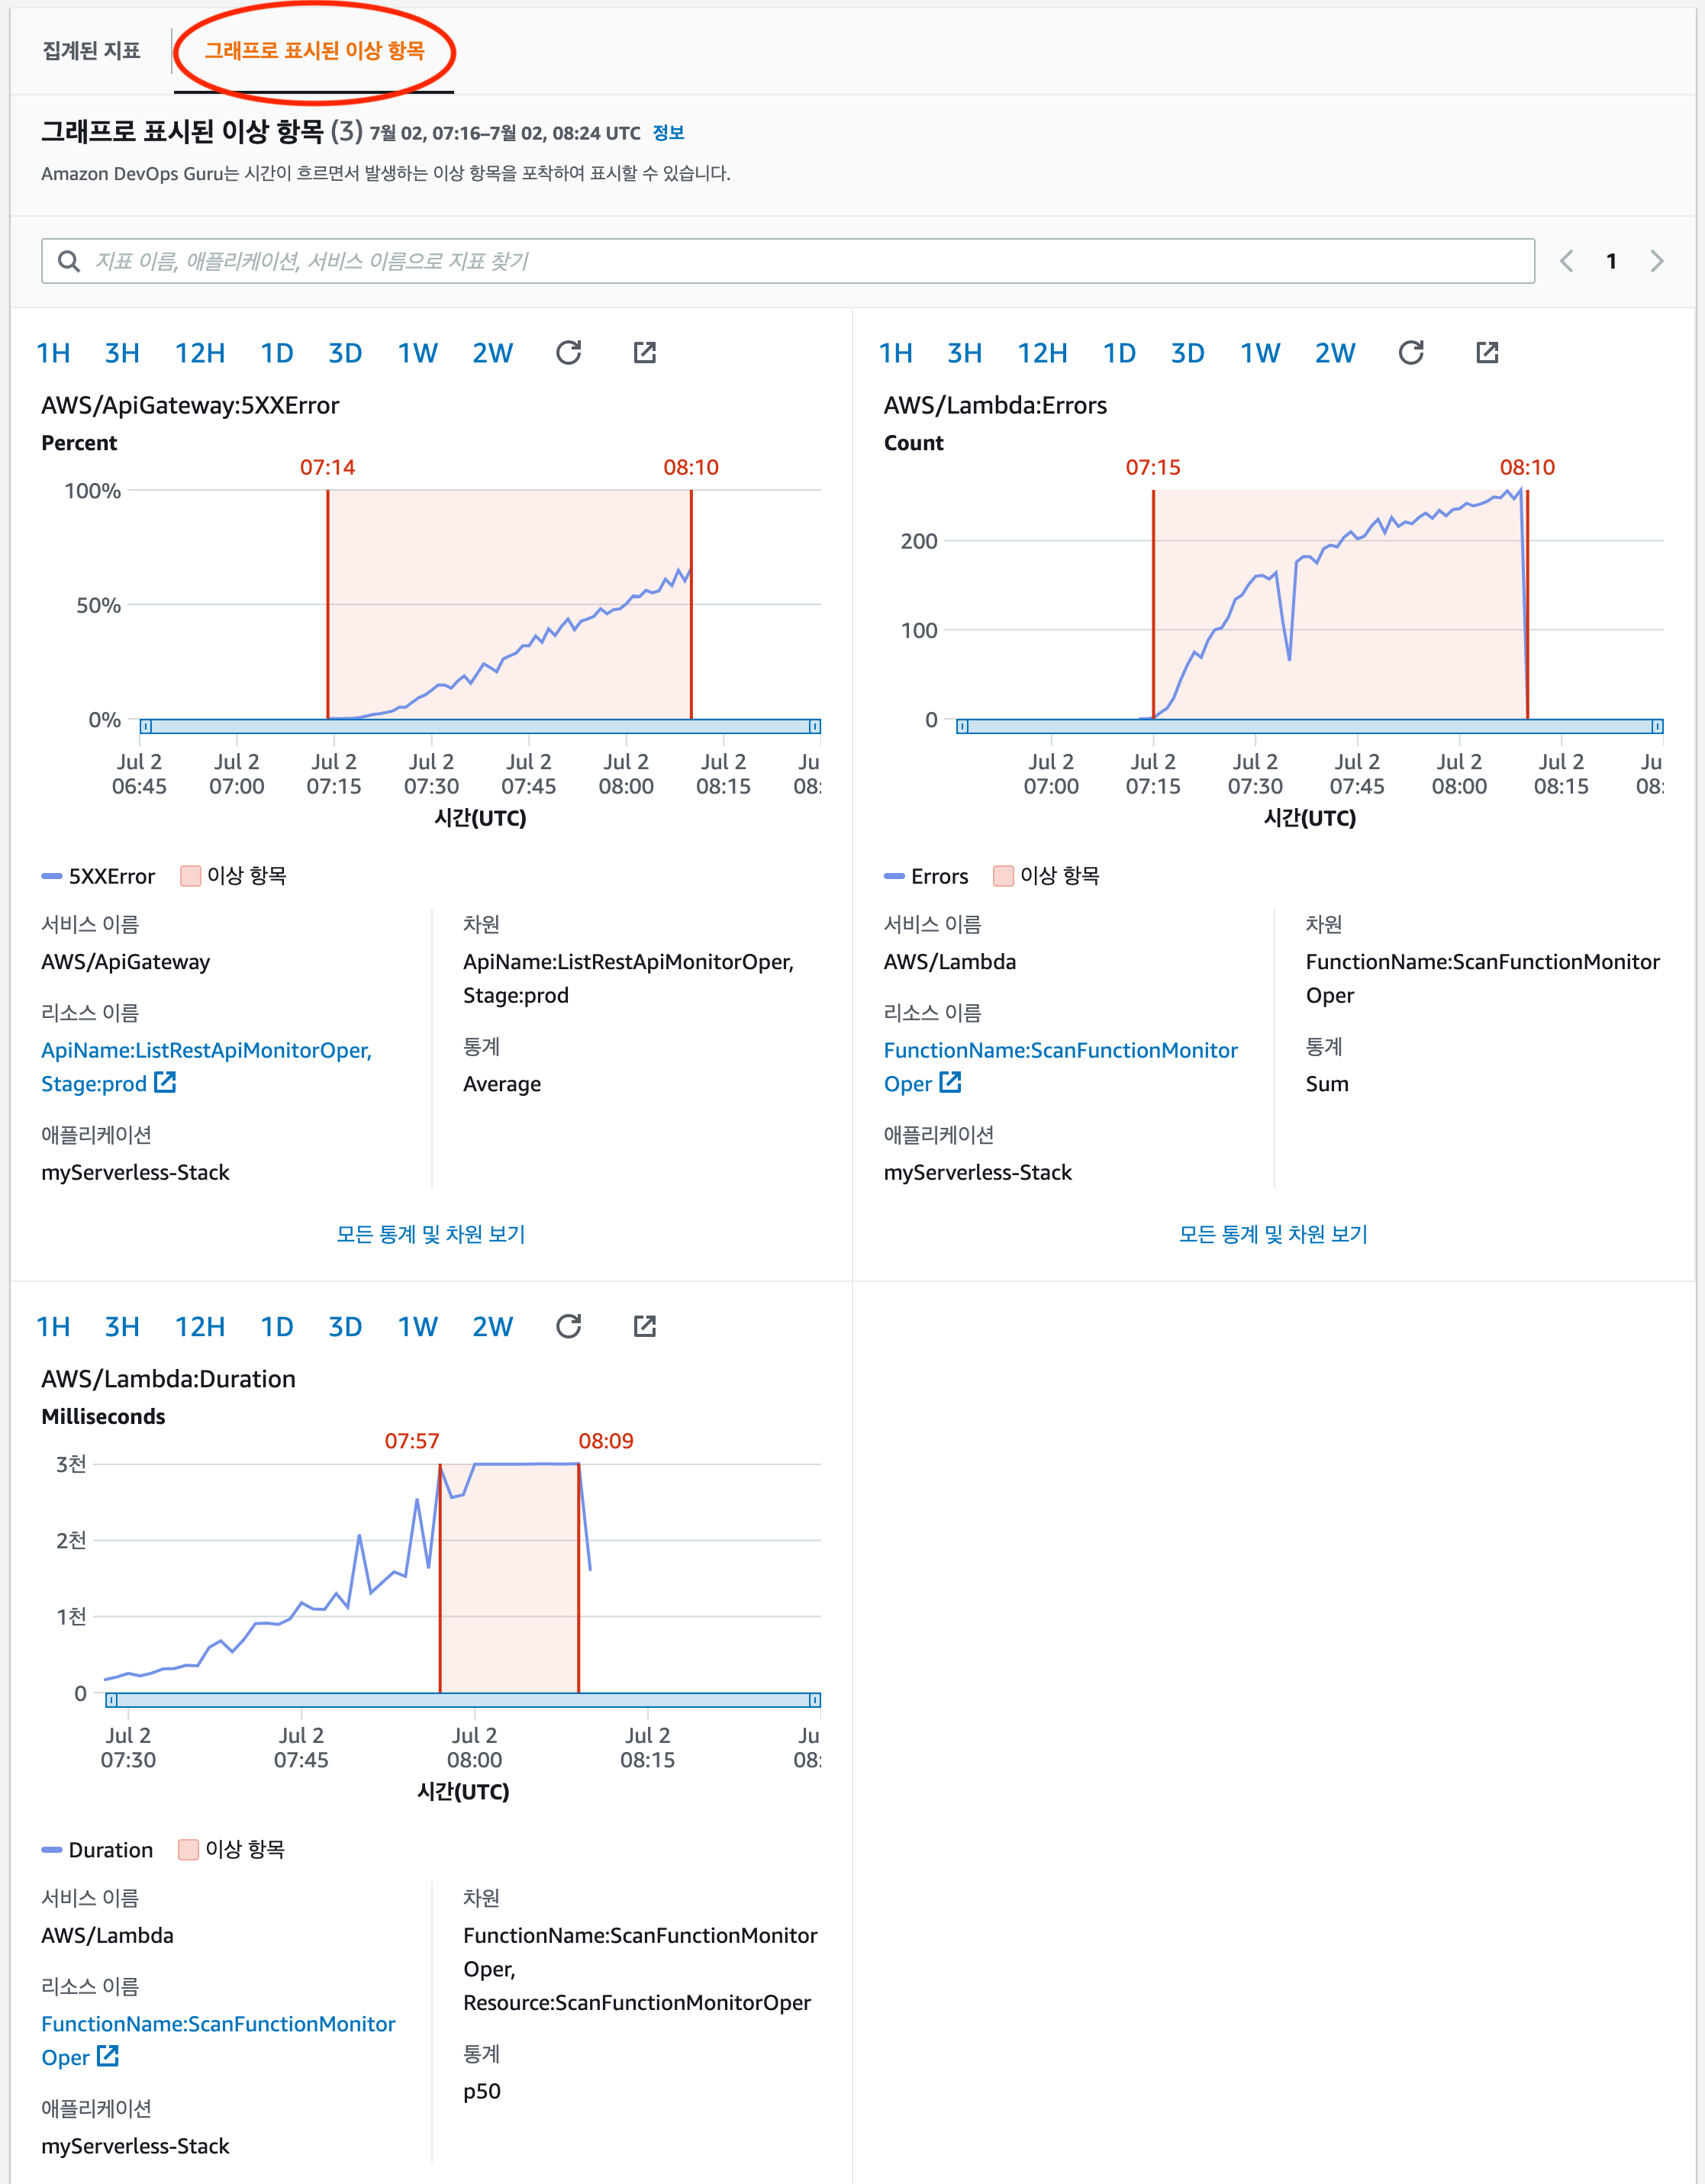 집계된 지표
그래프로 표시된 이상 항목
그래프로 표시된 이상 항목 (3) 7월 02, 07:16–7월 02, 08:24 UTC 정보
Amazon DevOps Guru는 시간이 흐르면서 발생하는 이상 항목을 포착하여 표시할 수 있습니다.
지표 이름, 애플리케이션, 서비스 이름으로 지표 찾기
1
1H 3H 12H 1D 3D 1W 2W
AWS/ApiGateway:5XXError
Percent
07:14 08:10
100%
50%
0%
Jul 2 Jul 2 Jul 2 Jul 2 Jul 2 Jul 2 Jul 2 Ju
06:45 07:00 07:15 07:30 07:45 08:00 08:15 08:
시간(UTC)
5XXError 이상 항목
서비스 이름
AWS/ApiGateway
리소스 이름
ApiName:ListRestApiMonitorOper,
Stage:prod
애플리케이션
myServerless-Stack
차원
ApiName:ListRestApiMonitorOper,
Stage:prod
통계
Average
모든 통계 및 차원 보기
1H 3H 12H 1D 3D 1W 2W
AWS/Lambda:Errors
Count
07:15 08:10
200
100
0
Jul 2 Jul 2 Jul 2 Jul 2 Jul 2 Jul 2 Ju
07:00 07:15 07:30 07:45 08:00 08:15 08:
시간(UTC)
Errors 이상 항목
서비스 이름
AWS/Lambda
리소스 이름
FunctionName:ScanFunctionMonitor
Oper
애플리케이션
myServerless-Stack
차원
FunctionName:ScanFunctionMonitor
Oper
통계
Sum
모든 통계 및 차원 보기
1H 3H 12H 1D 3D 1W 2W
AWS/Lambda:Duration
Milliseconds
07:57 08:09
3천
2천
1천
0
Jul 2 Jul 2 Jul 2 Jul 2 Ju
07:30 07:45 08:00 08:15 08:
시간(UTC)
Duration 이상 항목
서비스 이름
AWS/Lambda
리소스 이름
FunctionName:ScanFunctionMonitor
Oper
애플리케이션
myServerless-Stack
차원
FunctionName:ScanFunctionMonitor
Oper,
Resource:ScanFunctionMonitorOper
통계
p50